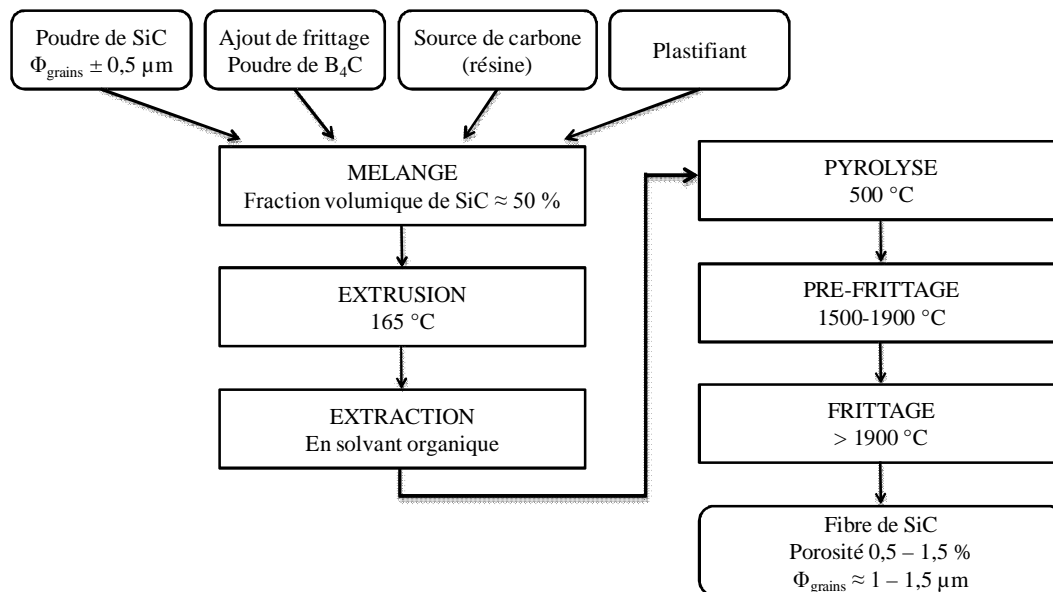 Poudre de SiC
Φgrains ± 0,5 µm
Ajout de frittage
Poudre de B₄C
Source de carbone
(résine)
Plastifiant
MELANGE
Fraction volumique de SiC ≈ 50 %
EXTRUSION
165 °C
EXTRACTION
En solvant organique
PYROLYSE
500 °C
PRE-FRITTAGE
1500-1900 °C
FRITTAGE
> 1900 °C
Fibre de SiC
Porosité 0,5 – 1,5 %
Φgrains ≈ 1 – 1,5 µm